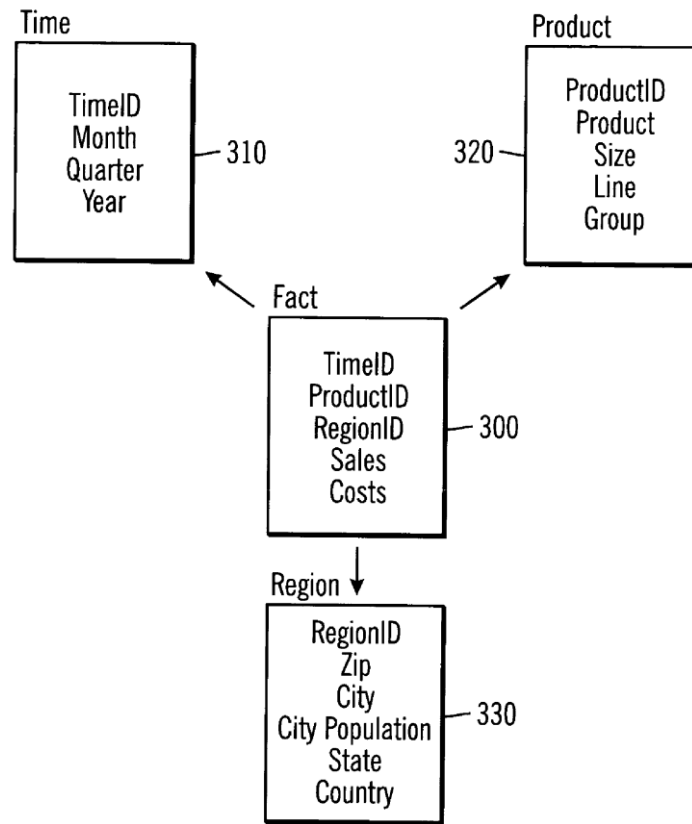 Time
TimeID
Month
Quarter
Year
310
Product
ProductID
Product
Size
Line
Group
320
Fact
TimeID
ProductID
RegionID
Sales
Costs
300
Region
RegionID
Zip
City
City Population
State
Country
330